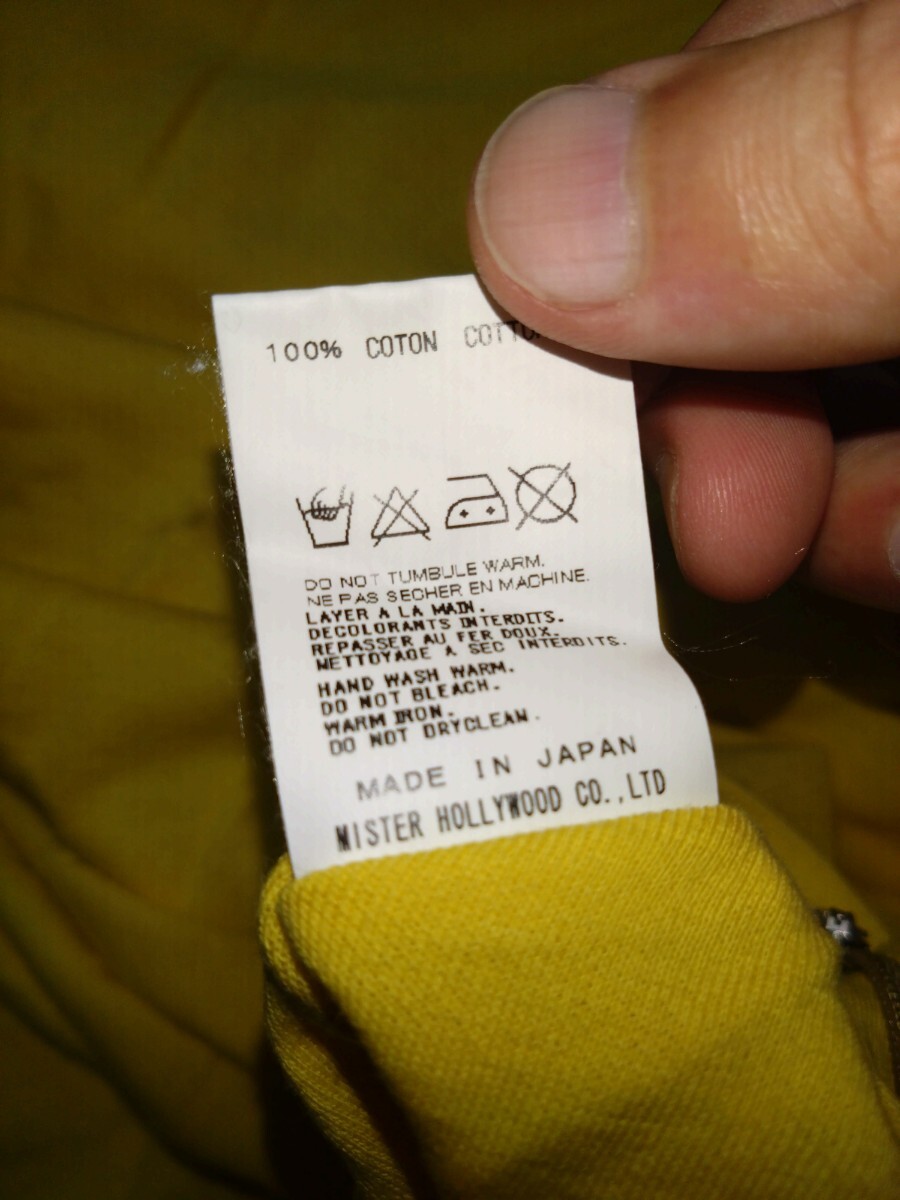 100% COTON COTTO
DO NOT TUMBULE WARM.
NE PAS SECHER EN MACHINE.
LAYER A LA MAIN.
DECOLORANTS INTERDITS.
REPASSER AU FER DOUX.
NETTOYAGE A SEC INTERDITS.
HAND WASH WARM.
DO NOT BLEACH.
WARM IRON.
DO NOT DRYCLEAN.
MADE IN JAPAN
MISTER HOLLYWOOD CO.,LTD